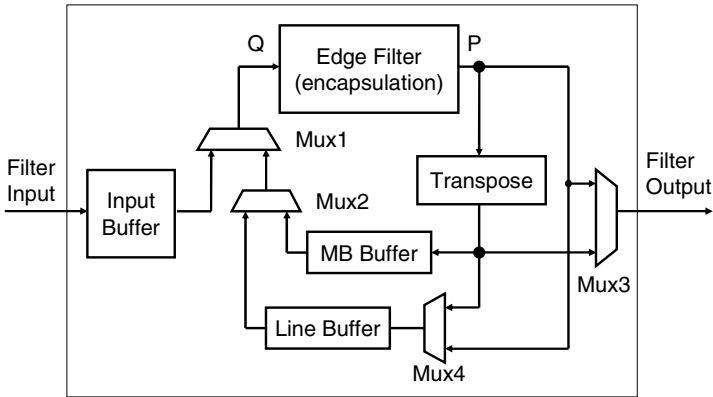 Q
P
Edge Filter
(encapsulation)
Mux1
Filter
Input
Input
Buffer
Transpose
Filter
Output
Mux2
MB Buffer
Mux3
Line Buffer
Mux4